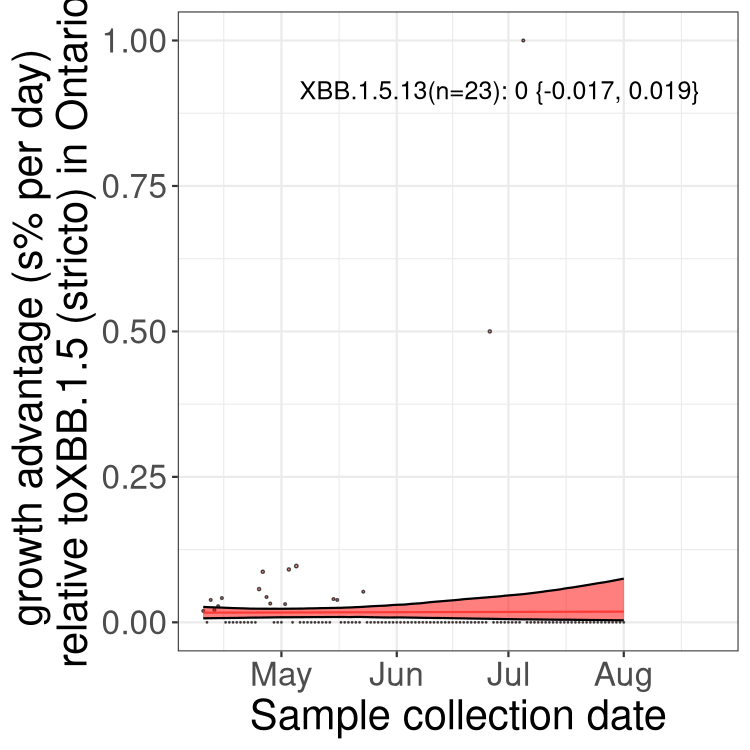 growth advantage (s% per day)
relative toXBB.1.5 (stricto) in Ontario
1.00
XBB.1.5.13(n=23): 0 {-0.017, 0.019}
0.75
0.50
0.25
0.00
May Jun Jul Aug
Sample collection date